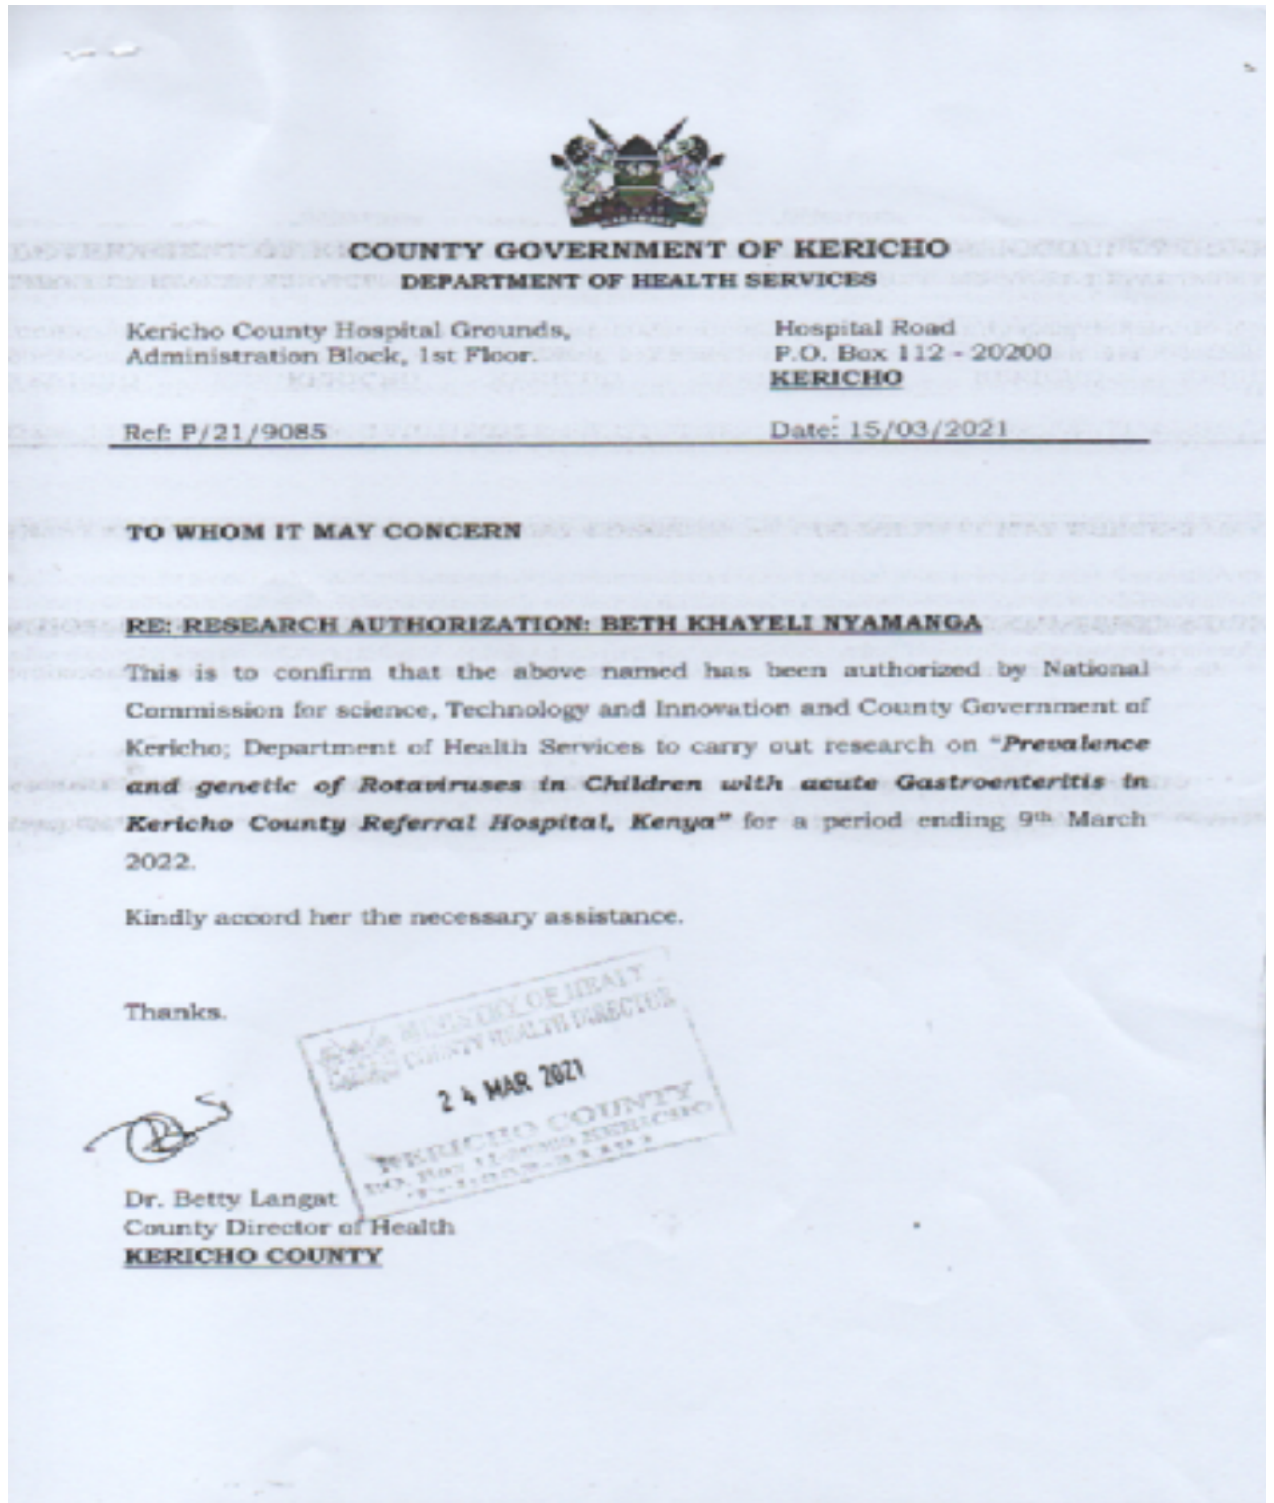 COUNTY GOVERNMENT OF KERICHO
DEPARTMENT OF HEALTH SERVICES
Kericho County Hospital Grounds,
Administration Block, 1st Floor.
Hospital Road
P.O. Box 112 - 20200
KERICHO
Ref: P/21/9085
Date: 15/03/2021
TO WHOM IT MAY CONCERN
RE: RESEARCH AUTHORIZATION: BETH KHAYELI NYAMANGA
This is to confirm that the above named has been authorized by National
Commission for science, Technology and Innovation and County Government of
Kericho; Department of Health Services to carry out research on "Prevalence
and genetic of Rotaviruses in Children with acute Gastroenteritis in
Kericho County Referral Hospital, Kenya" for a period ending 9th March
2022.
Kindly accord her the necessary assistance.
Thanks.
MINISTRY OF HEALT
COUNTY HEALTH DIRECTOR
24 MAR 2021
KERICHO COUNTY
P.O. Box KERICHO
Dr. Betty Langat
County Director of Health
KERICHO COUNTY